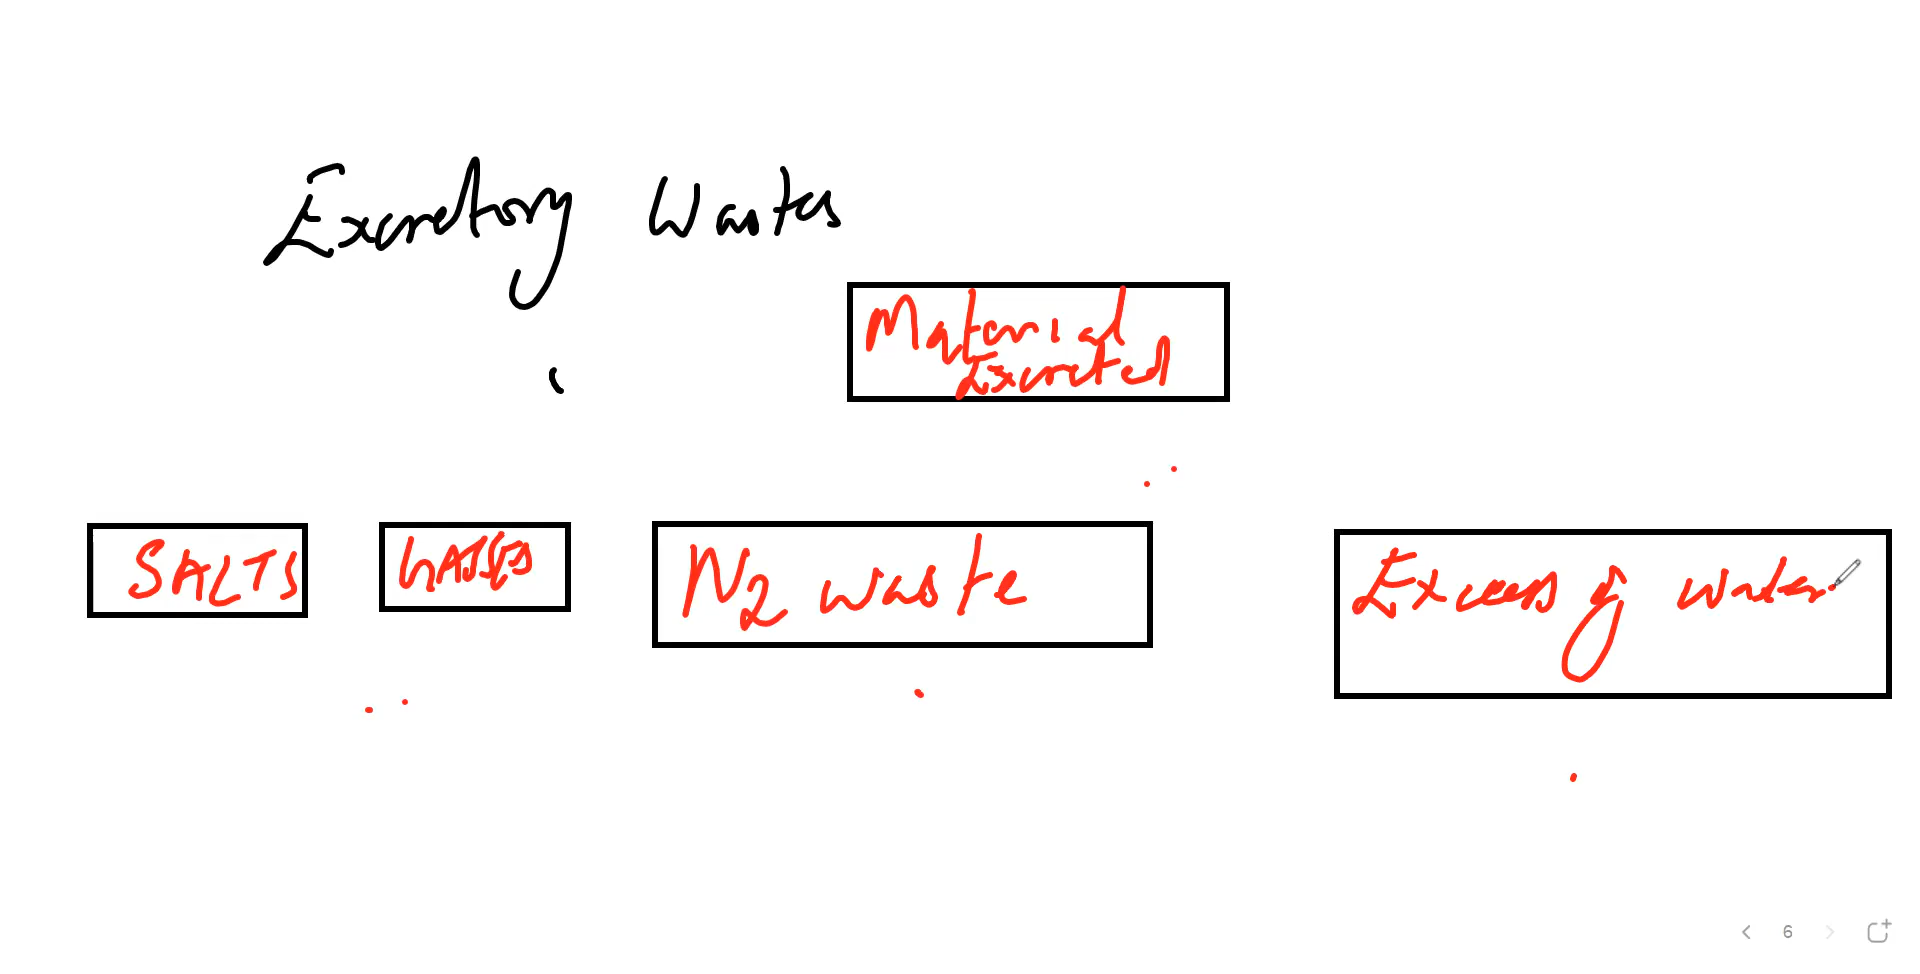 Excretory Wastes
Material
Excreted
SALTS
GASES
N2 waste
Excess of water
6